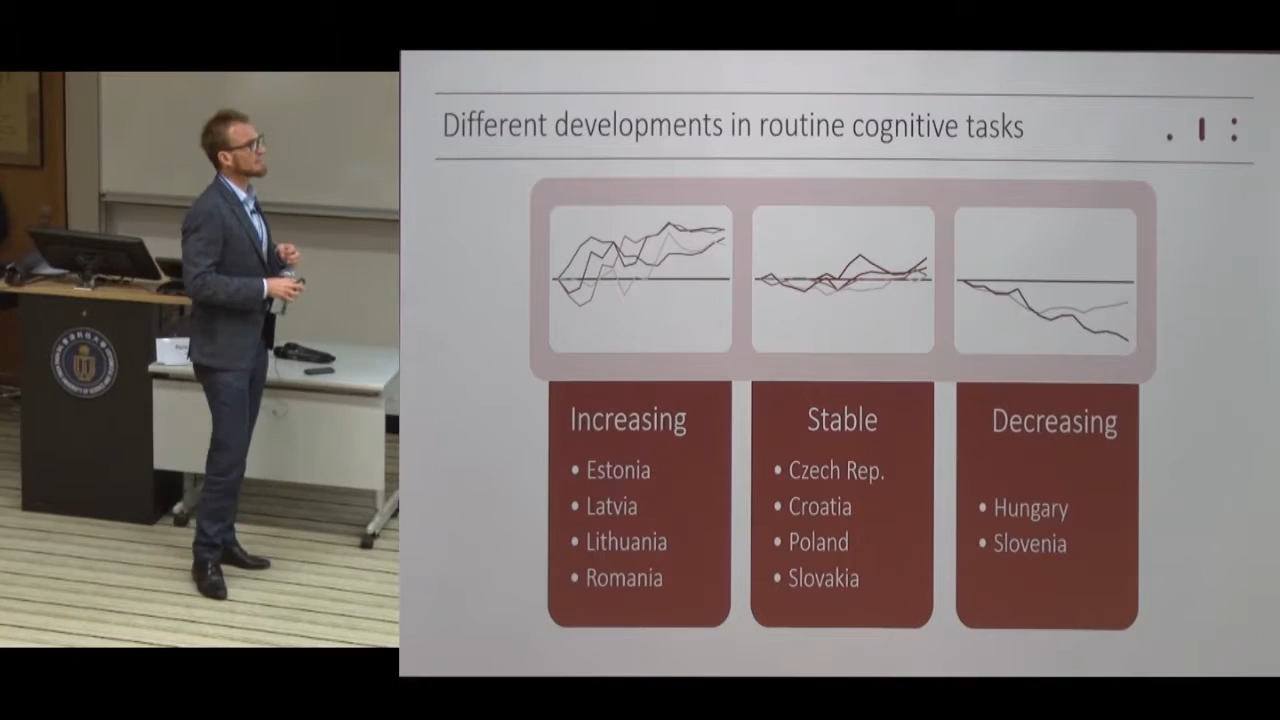 Different developments in routine cognitive tasks
Increasing
• Estonia
• Latvia
• Lithuania
• Romania
Stable
• Czech Rep.
• Croatia
• Poland
• Slovakia
Decreasing
• Hungary
• Slovenia